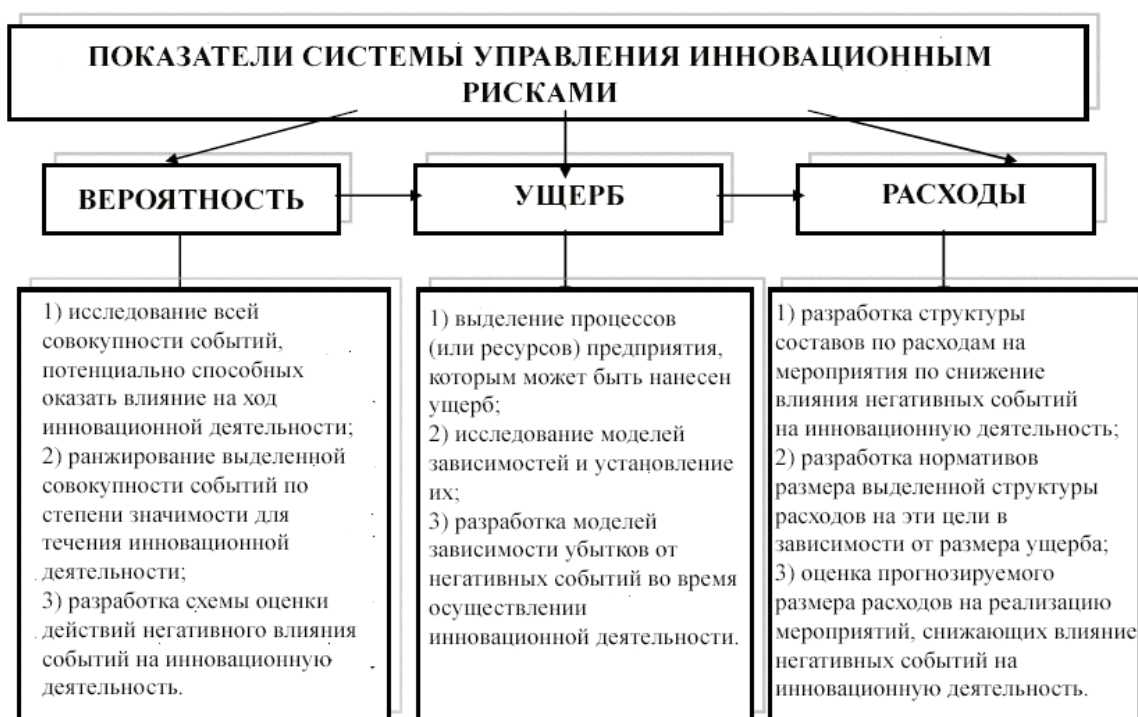 ПОКАЗАТЕЛИ СИСТЕМЫ УПРАВЛЕНИЯ ИННОВАЦИОННЫМ
РИСКАМИ
ВЕРОЯТНОСТЬ
УЩЕРБ
РАСХОДЫ
1) исследование всей
совокупности событий,
потенциально способных
оказать влияние на ход
инновационной деятельности;
2) ранжирование выделенной
совокупности событий по
степени значимости для
течения инновационной
деятельности;
3) разработка схемы оценки
действий негативного влияния
событий на инновационную
деятельность.
1) выделение процессов
(или ресурсов) предприятия,
которым может быть нанесен
ущерб;
2) исследование моделей
зависимостей и установление
их;
3) разработка моделей
зависимости убытков от
негативных событий во время
осуществлении
инновационной деятельности.
1) разработка структуры
составов по расходам на
мероприятия по снижение
влияния негативных событий
на инновационную деятельность;
2) разработка нормативов
размера выделенной структуры
расходов на эти цели в
зависимости от размера ущерба;
3) оценка прогнозируемого
размера расходов на реализацию
мероприятий, снижающих влияние
негативных событий на
инновационную деятельность.